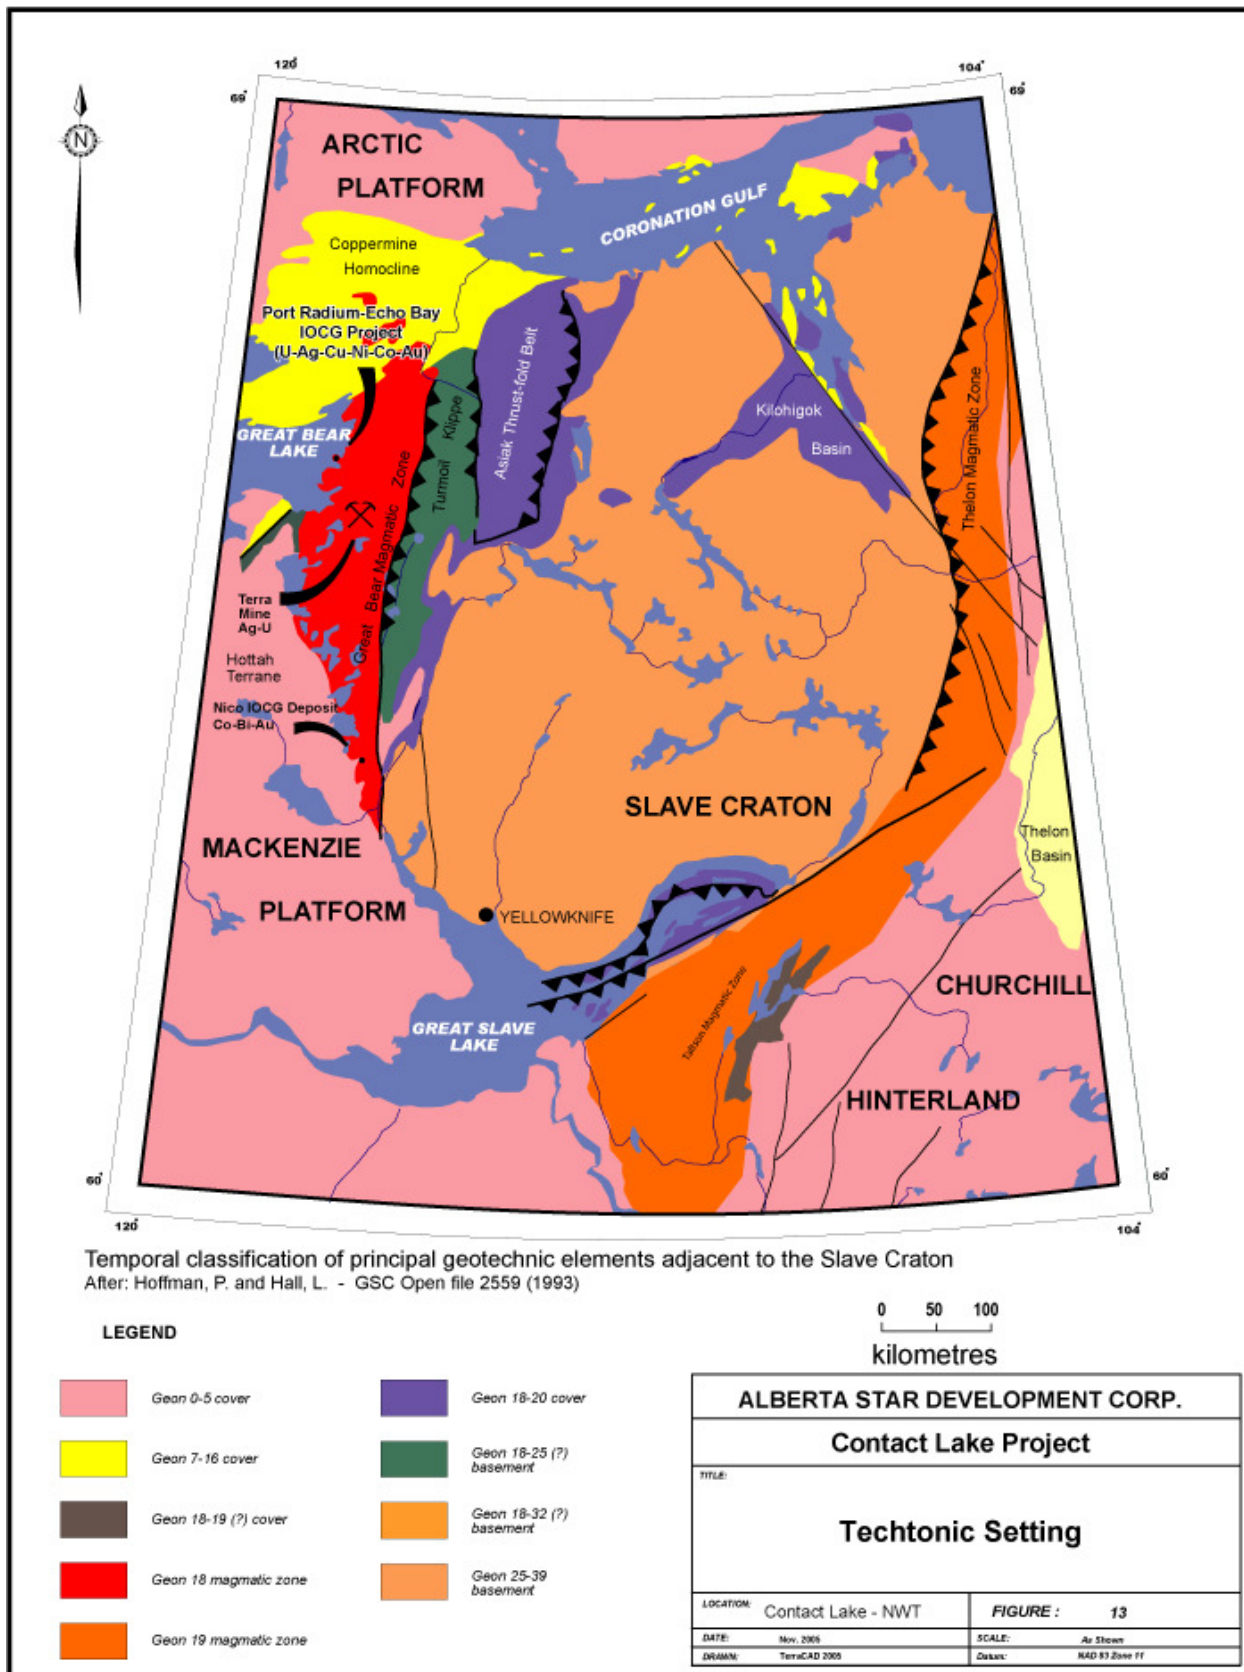 120°
104°
69°
69°
N
ARCTIC
PLATFORM
CORONATION GULF
Coppermine
Homocline
Port Radium-Echo Bay
IOCG Project
(U-Ag-Cu-Ni-Co-Au)
GREAT BEAR
LAKE
Great Bear Magmatic Zone
Turmoil Klippe
Asiak Thrust-fold Belt
Kilohigok
Basin
Thelon Magmatic Zone
Terra
Mine
Ag-U
Hottah
Terrane
Nico IOCG Deposit
Co-Bi-Au
SLAVE CRATON
MACKENZIE
PLATFORM
Thelon
Basin
YELLOWKNIFE
CHURCHILL
Taltson Magmatic Zone
GREAT SLAVE
LAKE
HINTERLAND
60°
60°
120°
104°
Temporal classification of principal geotechnic elements adjacent to the Slave Craton
After: Hoffman, P. and Hall, L. - GSC Open file 2559 (1993)
LEGEND
0 50 100
kilometres
Geon 0-5 cover
Geon 7-16 cover
Geon 18-19 (?) cover
Geon 18 magmatic zone
Geon 19 magmatic zone
Geon 18-20 cover
Geon 18-25 (?)
basement
Geon 18-32 (?)
basement
Geon 25-39
basement
ALBERTA STAR DEVELOPMENT CORP.
Contact Lake Project
TITLE:
Techtonic Setting
LOCATION: Contact Lake - NWT
FIGURE : 13
DATE: Nov. 2005
SCALE: As Shown
DRAWN: TerraCAD 2005
Datum: NAD 83 Zone 11